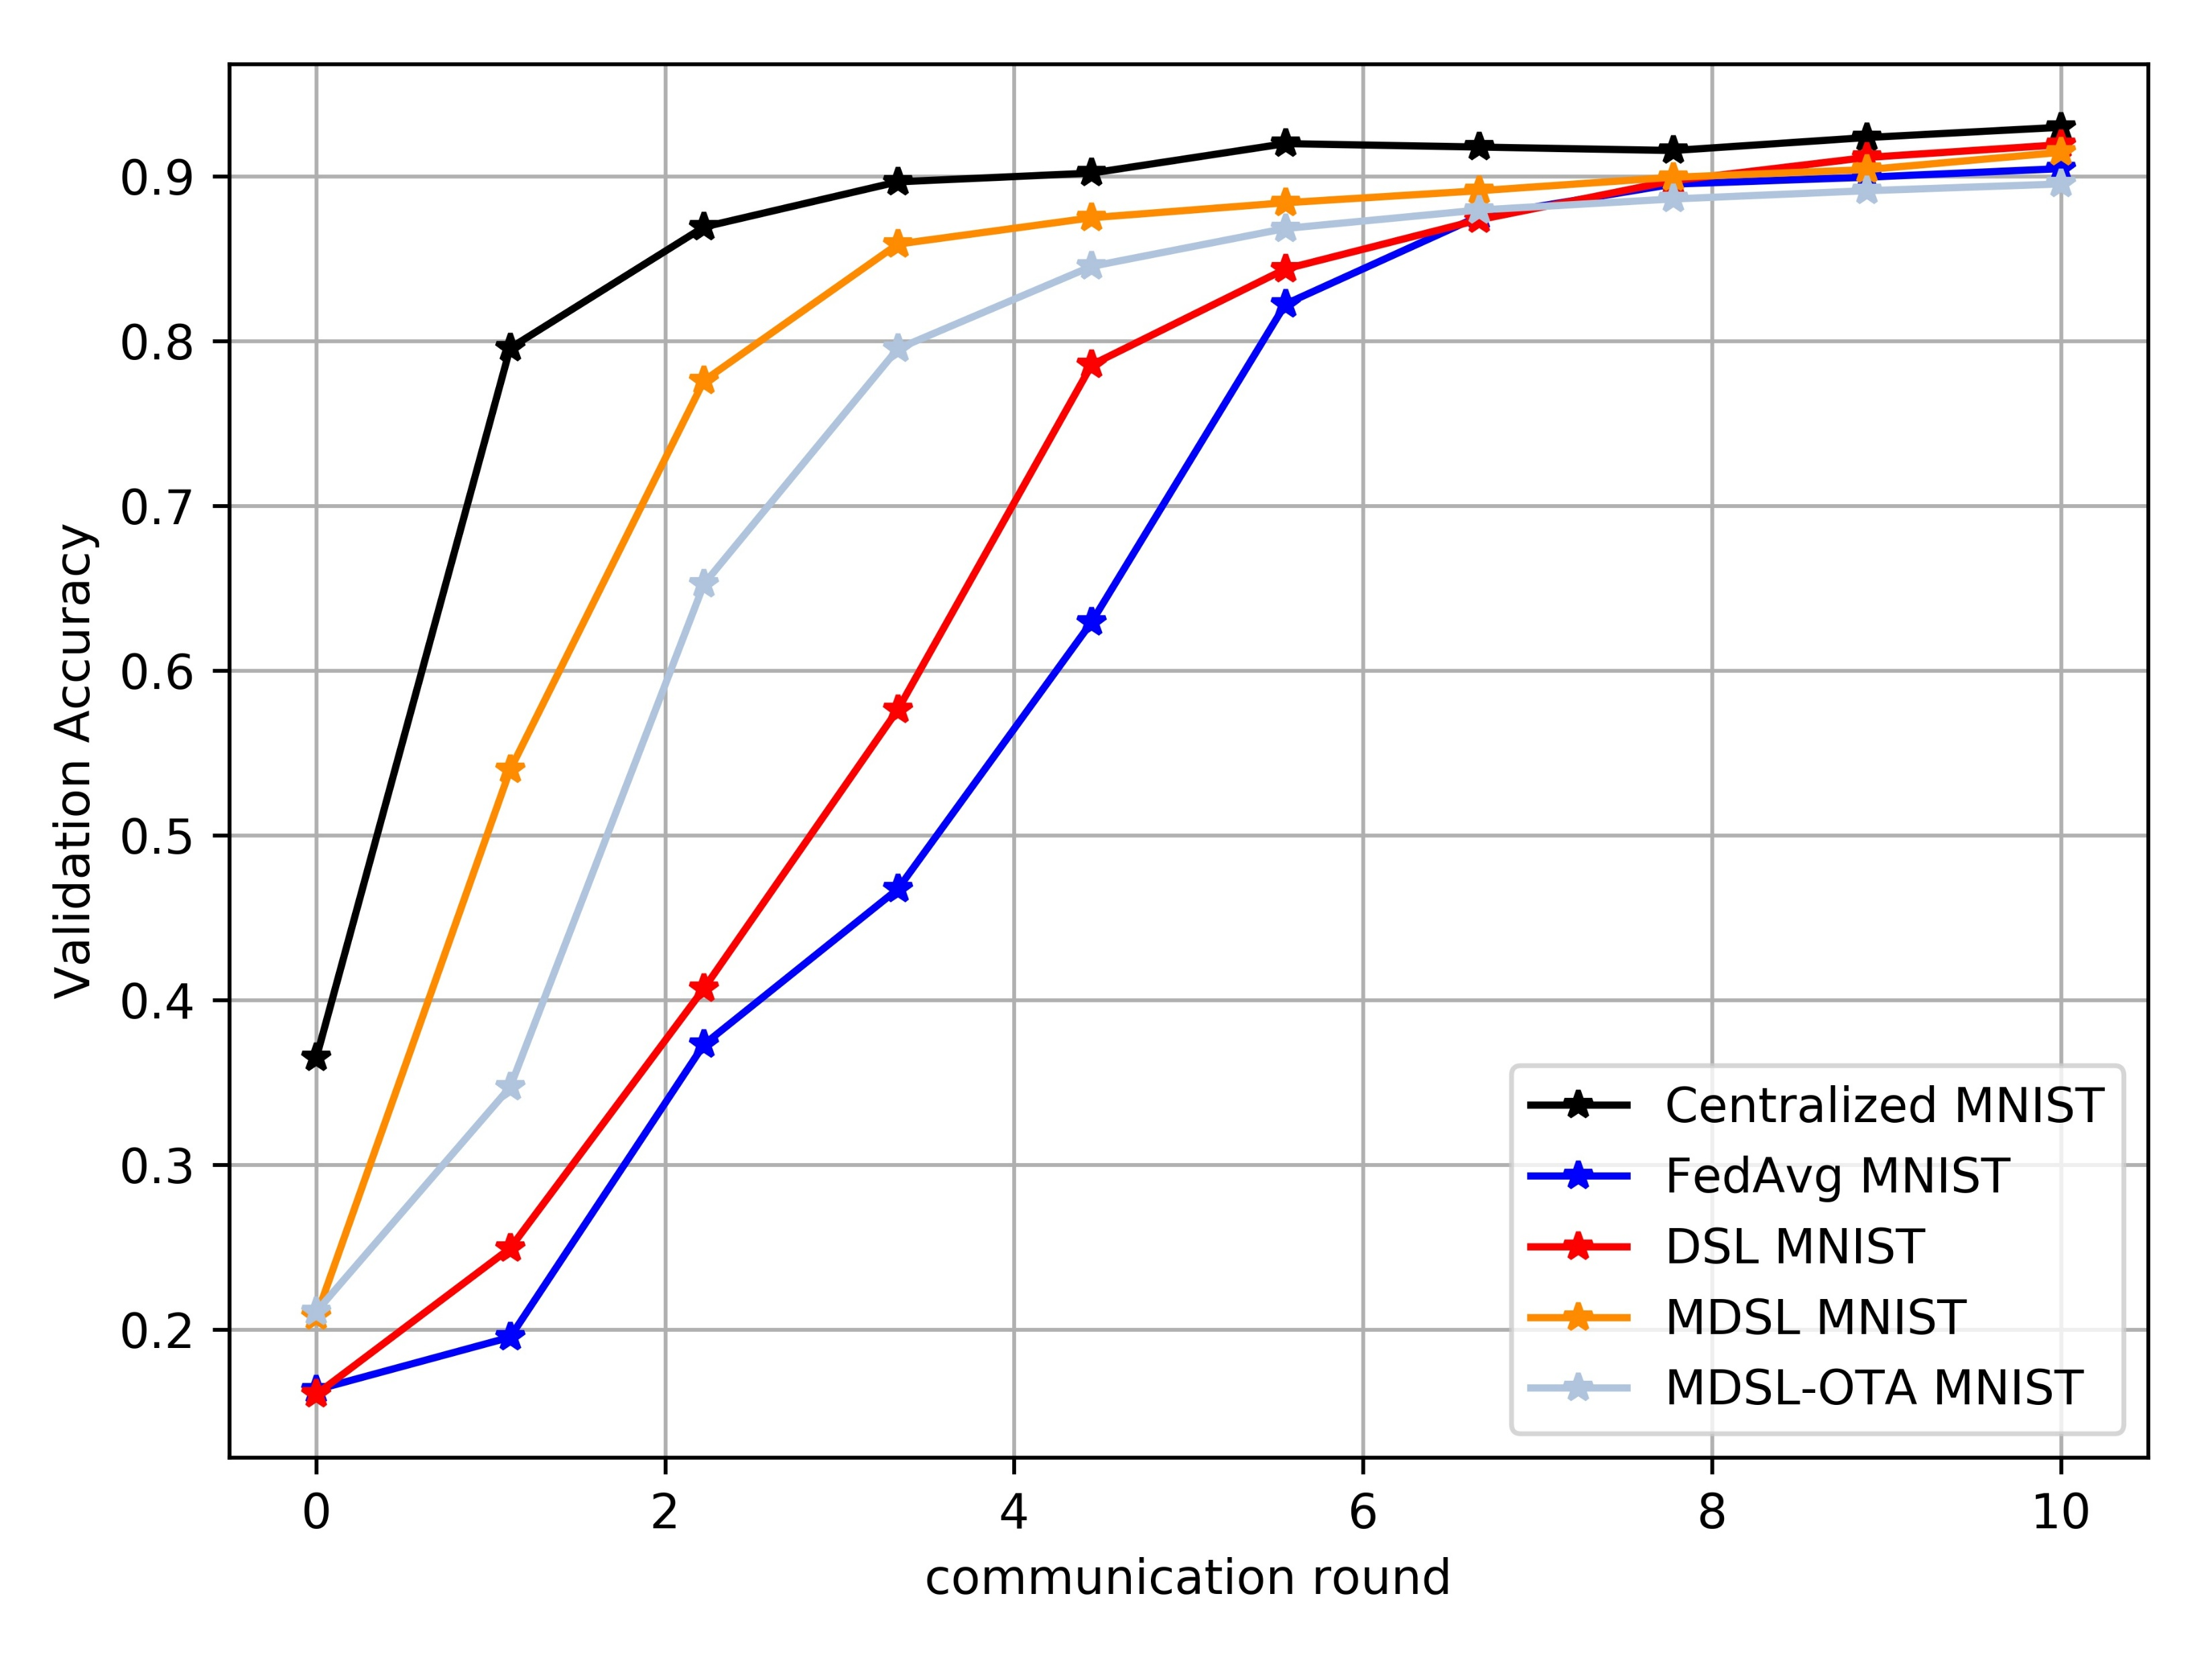 0.9
0.8
0.7
0.6
0.5
0.4
0.3
0.2
Validation Accuracy
0 2 4 6 8 10
communication round
Centralized MNIST
FedAvg MNIST
DSL MNIST
MDSL MNIST
MDSL-OTA MNIST